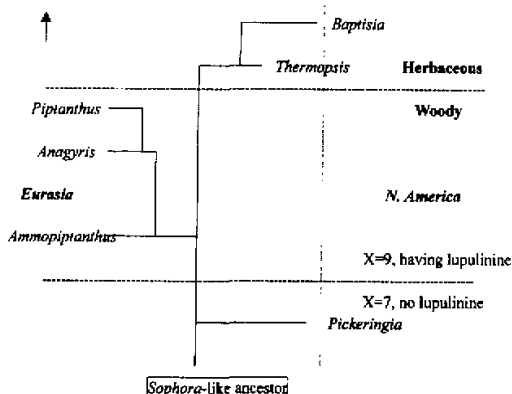 Baptisia
Thermopsis Herbaceous
Piptanthus Woody
Anagyris
Eurasia N. America
Ammopiptanthus
X=9, having lupulinine
X=7, no lupulinine
Pickeringia
Sophora-like ancestor